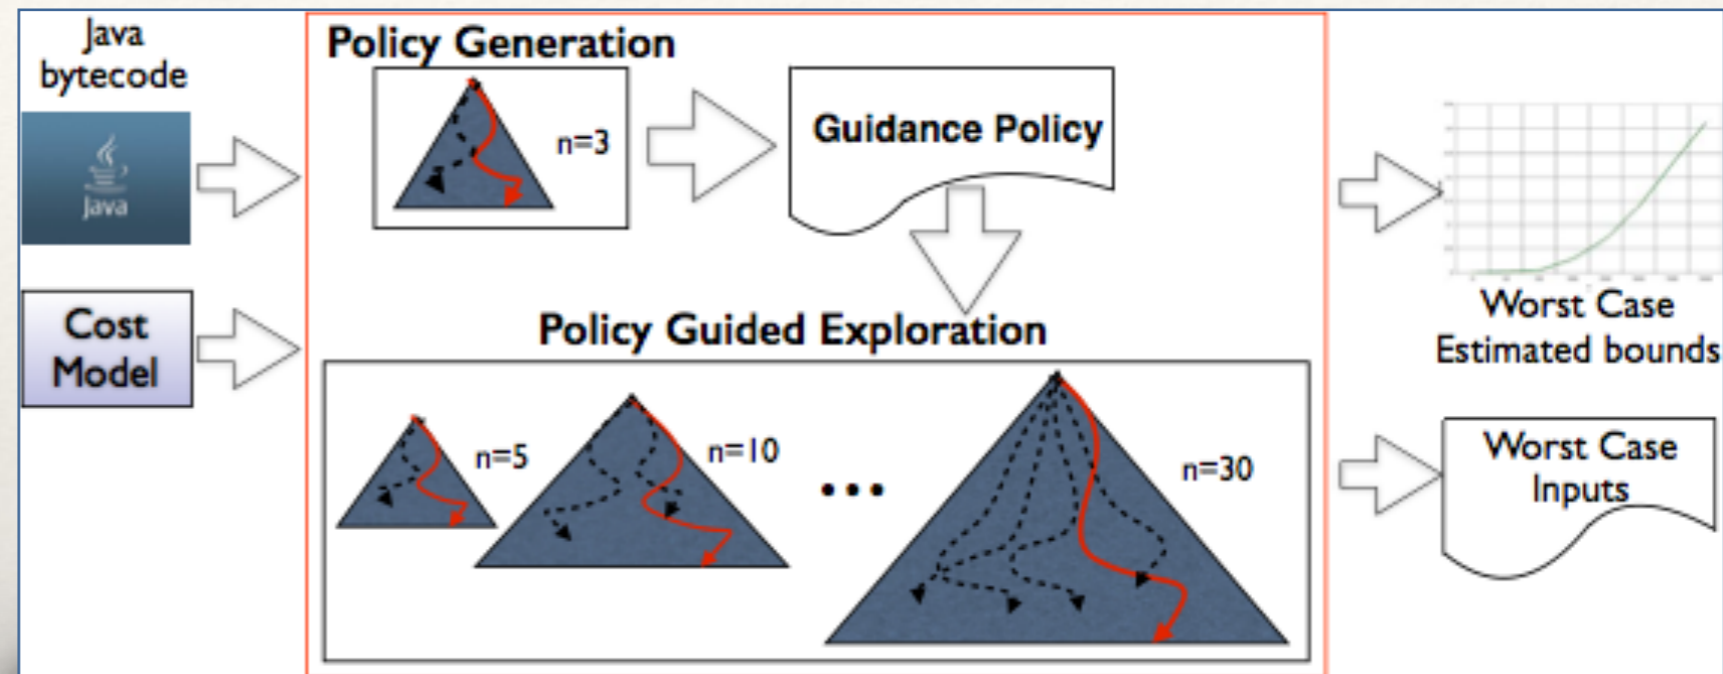 Java
bytecode
Java
Cost
Model
Policy Generation
n=3
Guidance Policy
Policy Guided Exploration
n=5
n=10
...
n=30
Worst Case
Estimated bounds
Worst Case
Inputs